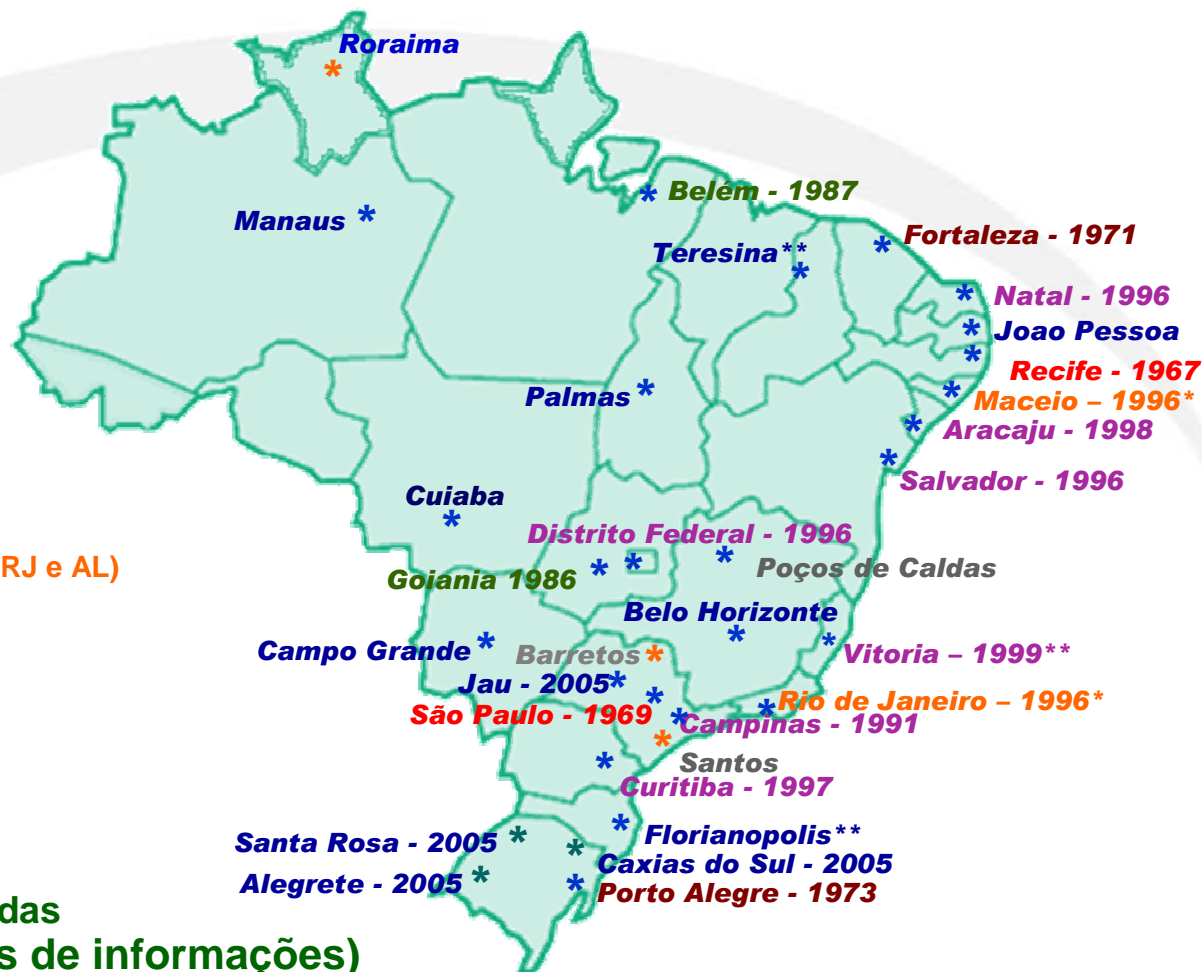 Roraima
*
Belém - 1987
*
Manaus *
Fortaleza - 1971
*
Teresina**
*
Natal - 1996
*
Joao Pessoa
*
Recife - 1967
*
Palmas *
Maceio – 1996*
*
Aracaju - 1998
*
Salvador - 1996
*
Cuiaba
*
Distrito Federal - 1996
*
RJ e AL)
Poços de Caldas
*
Goiania 1986 *
Belo Horizonte
*
Campo Grande *
Barretos *
Vitoria – 1999**
*
Jau - 2005 *
Rio de Janeiro – 1996*
*
São Paulo - 1969 *
Campinas - 1991
*
Santos
*
Curitiba - 1997
*
Florianopolis**
*
Santa Rosa - 2005 *
Caxias do Sul - 2005
*
Alegrete - 2005 *
Porto Alegre - 1973
*
das
s de informações)